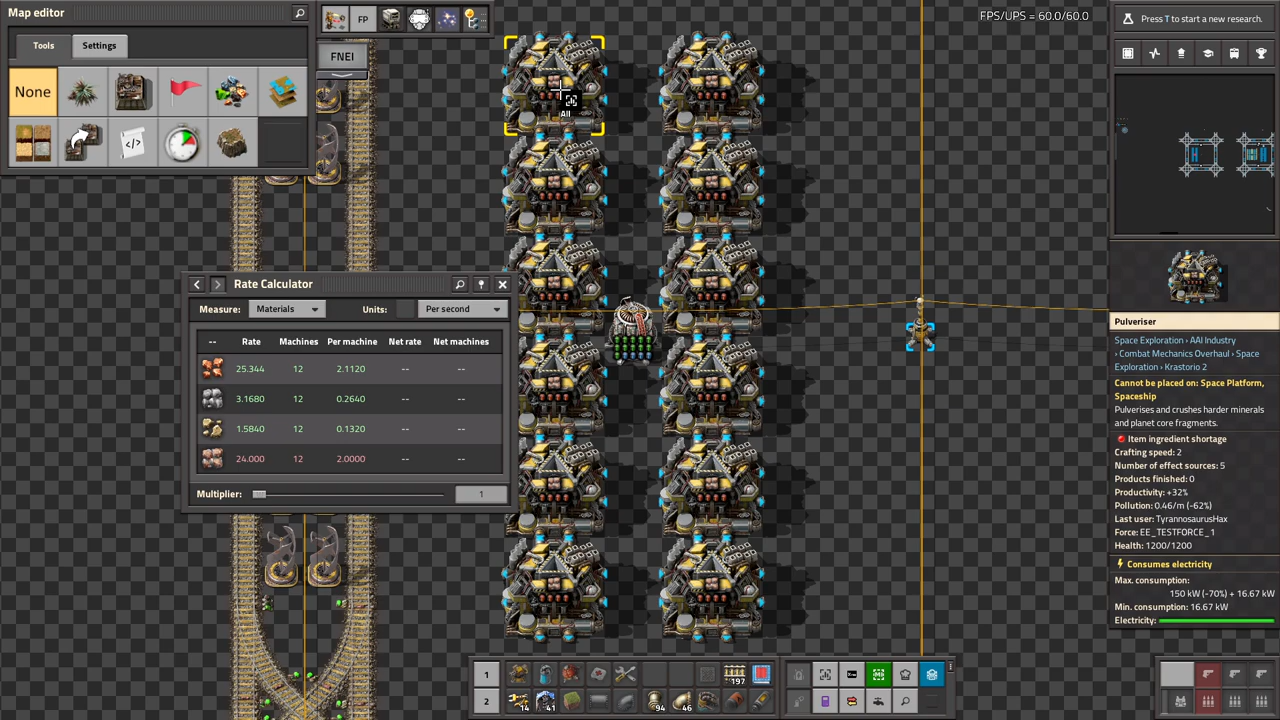 Map editor
Tools Settings
None
FP
FNEI
FPS/UPS = 60.0/60.0
Press T to start a new research.
All
Rate Calculator
Measure: Materials Units: Per second
-- Rate Machines Per machine Net rate Net machines
25.344 12 2.1120 -- --
3.1680 12 0.2640 -- --
1.5840 12 0.1320 -- --
24.000 12 2.0000 -- --
Multiplier: 1
Pulveriser
Space Exploration › AAI Industry
› Combat Mechanics Overhaul › Space
Exploration › Krastorio 2
Cannot be placed on: Space Platform,
Spaceship
Pulverises and crushes harder minerals
and planet core fragments.
Item ingredient shortage
Crafting speed: 2
Number of effect sources: 5
Products finished: 0
Productivity: +32%
Pollution: 0.46/m (-62%)
Last user: TyrannosaurusHax
Force: EE_TESTFORCE_1
Health: 1200/1200
Consumes electricity
Max. consumption:
150 kW (-70%) + 16.67 kW
Min. consumption: 16.67 kW
Electricity:
1 197
2 14 41 94 46